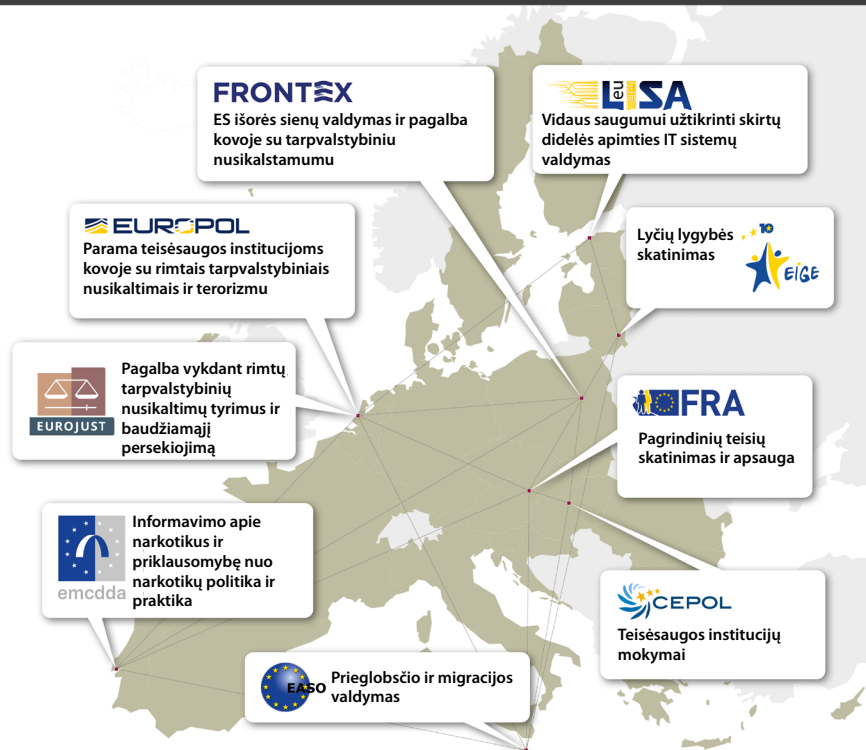 FRONTEX
ES išorės sienų valdymas ir pagalba
kovoje su tarpvalstybiniu
nusikalstamumu
eu LISA
Vidaus saugumui užtikrinti skirtų
didelės apimties IT sistemų
valdymas
EUROPOL
Parama teisėsaugos institucijoms
kovoje su rimtais tarpvalstybiniais
nusikaltimais ir terorizmu
Lyčių lygybės
skatinimas
10
EIGE
EUROJUST
Pagalba vykdant rimtų
tarpvalstybinių
nusikaltimų tyrimus ir
baudžiamąjį
persekiojimą
FRA
Pagrindinių teisių
skatinimas ir apsauga
emcdda
Informavimo apie
narkotikus ir
priklausomybę nuo
narkotikų politika ir
praktika
CEPOL
Teisėsaugos institucijų
mokymai
EASO
Prieglobsčio ir migracijos
valdymas